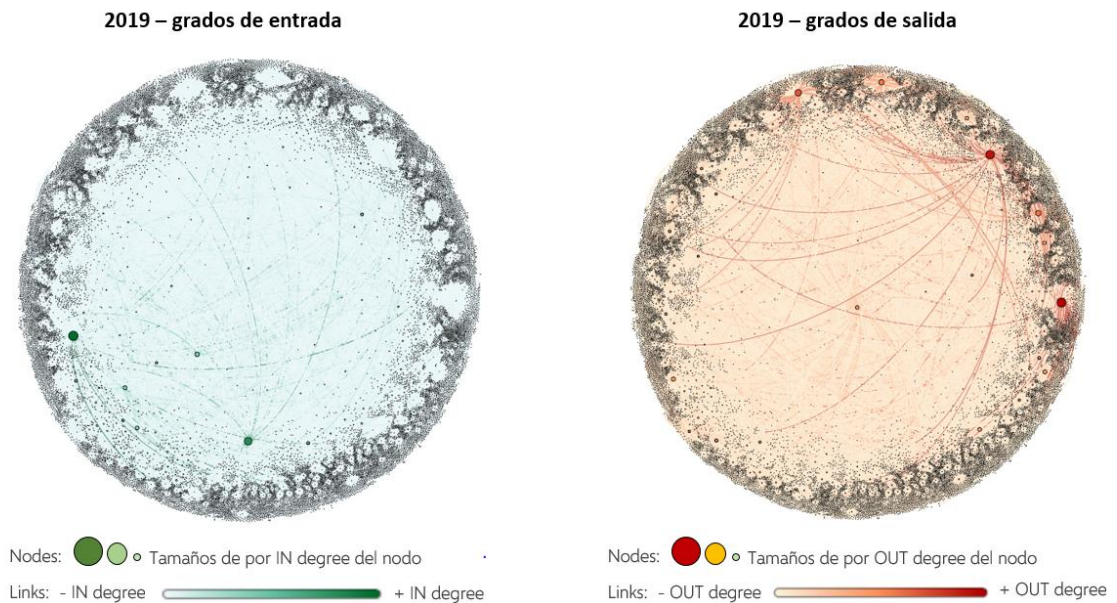 2019 – grados de entrada
2019 – grados de salida
Nodes: Tamaños de por IN degree del nodo
Links: - IN degree + IN degree
Nodes: Tamaños de por OUT degree del nodo
Links: - OUT degree + OUT degree